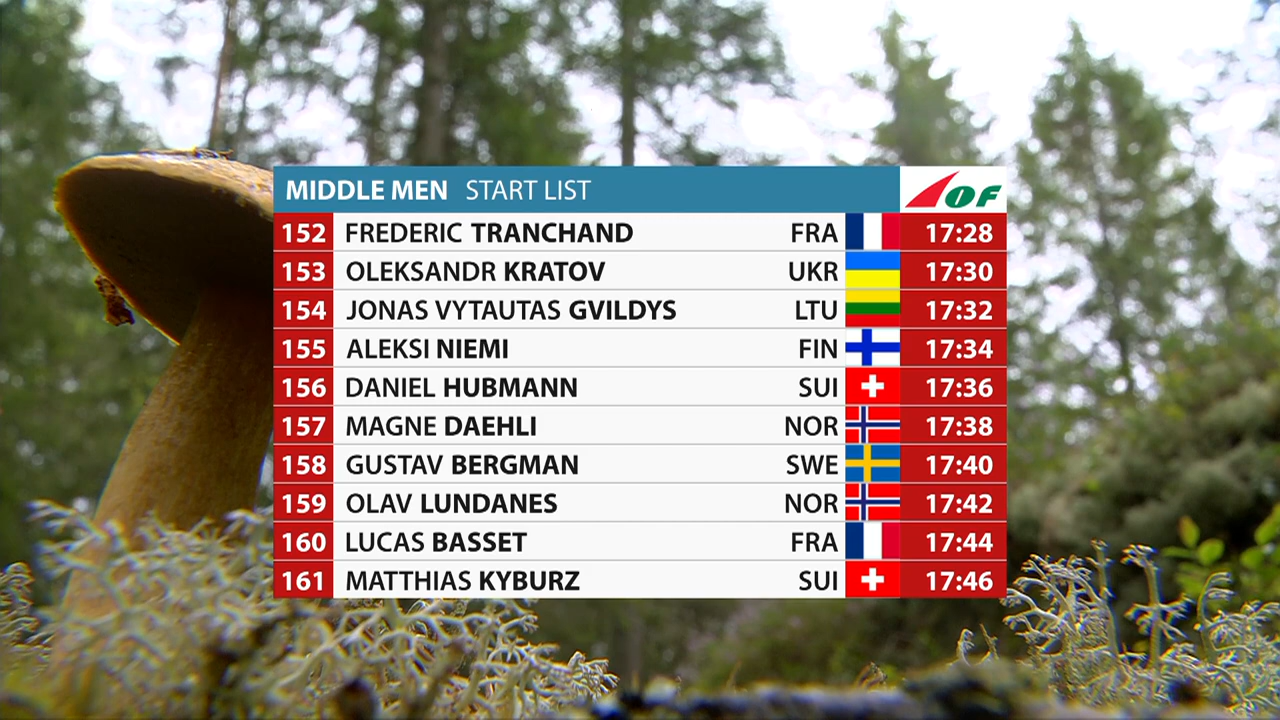 MIDDLE MEN START LIST IOF
152 FREDERIC TRANCHAND FRA 17:28
153 OLEKSANDR KRATOV UKR 17:30
154 JONAS VYTAUTAS GVILDYS LTU 17:32
155 ALEKSI NIEMI FIN 17:34
156 DANIEL HUBMANN SUI 17:36
157 MAGNE DAEHLI NOR 17:38
158 GUSTAV BERGMAN SWE 17:40
159 OLAV LUNDANES NOR 17:42
160 LUCAS BASSET FRA 17:44
161 MATTHIAS KYBURZ SUI 17:46